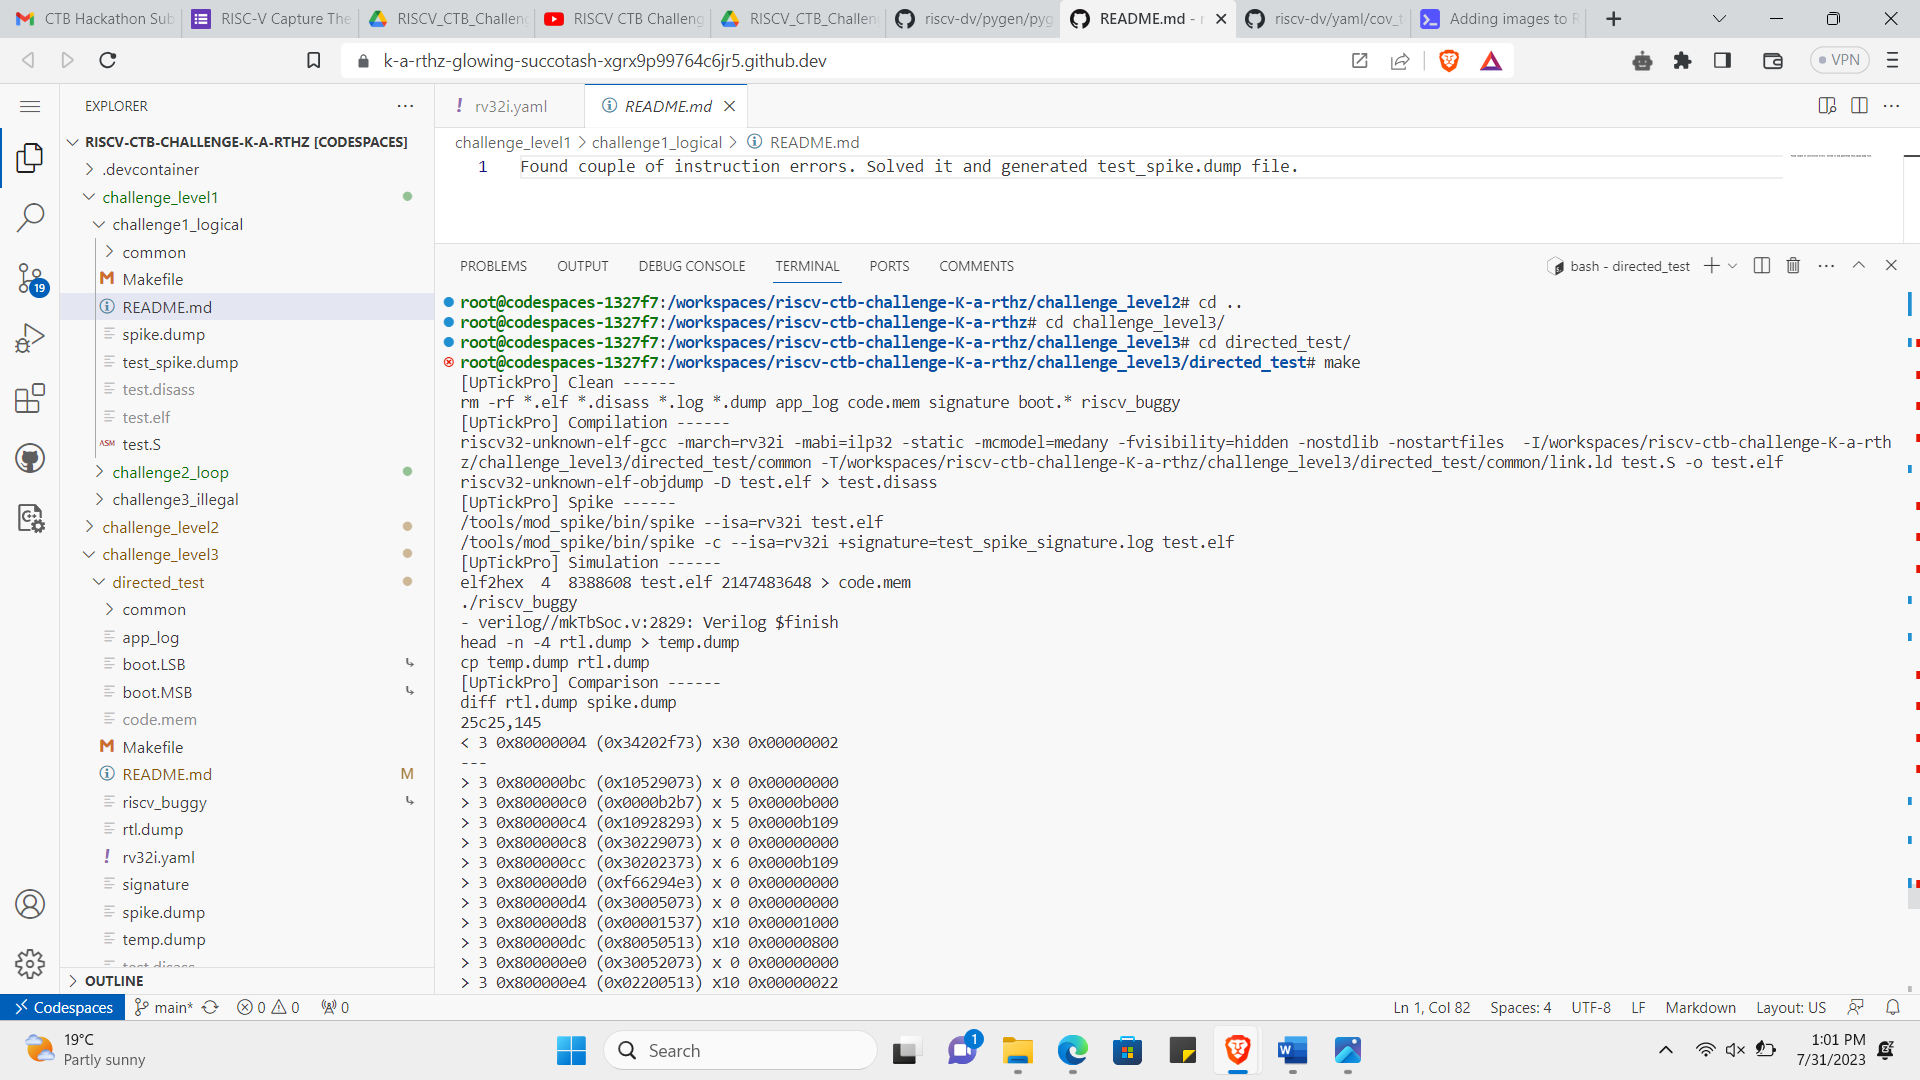 CTB Hackathon Sub
RISC-V Capture The
RISCV_CTB_Challeng
RISCV CTB Challeng
RISCV_CTB_Challen
riscv-dv/pygen/pyg
README.md - r
riscv-dv/yaml/cov_t
Adding images to R
k-a-rthz-glowing-succotash-xgrx9p99764c6jr5.github.dev
VPN
EXPLORER
RISCV-CTB-CHALLENGE-K-A-RTHZ [CODESPACES]
.devcontainer
challenge_level1
challenge1_logical
common
Makefile
README.md
spike.dump
test_spike.dump
test.disass
test.elf
ASM test.S
challenge2_loop
challenge3_illegal
challenge_level2
challenge_level3
directed_test
common
app_log
boot.LSB
boot.MSB
code.mem
Makefile
README.md M
riscv_buggy
rtl.dump
! rv32i.yaml
signature
spike.dump
temp.dump
test.disass
OUTLINE
19
! rv32i.yaml
README.md
challenge_level1 > challenge1_logical > README.md
1 Found couple of instruction errors. Solved it and generated test_spike.dump file.
PROBLEMS OUTPUT DEBUG CONSOLE TERMINAL PORTS COMMENTS
bash - directed_test
root@codespaces-1327f7:/workspaces/riscv-ctb-challenge-K-a-rthz/challenge_level2# cd ..
root@codespaces-1327f7:/workspaces/riscv-ctb-challenge-K-a-rthz# cd challenge_level3/
root@codespaces-1327f7:/workspaces/riscv-ctb-challenge-K-a-rthz/challenge_level3# cd directed_test/
root@codespaces-1327f7:/workspaces/riscv-ctb-challenge-K-a-rthz/challenge_level3/directed_test# make
[UpTickPro] Clean ------
rm -rf *.elf *.disass *.log *.dump app_log code.mem signature boot.* riscv_buggy
[UpTickPro] Compilation ------
riscv32-unknown-elf-gcc -march=rv32i -mabi=ilp32 -static -mcmodel=medany -fvisibility=hidden -nostdlib -nostartfiles  -I/workspaces/riscv-ctb-challenge-K-a-rth
z/challenge_level3/directed_test/common -T/workspaces/riscv-ctb-challenge-K-a-rthz/challenge_level3/directed_test/common/link.ld test.S -o test.elf
riscv32-unknown-elf-objdump -D test.elf > test.disass
[UpTickPro] Spike ------
/tools/mod_spike/bin/spike --isa=rv32i test.elf
/tools/mod_spike/bin/spike -c --isa=rv32i +signature=test_spike_signature.log test.elf
[UpTickPro] Simulation ------
elf2hex  4  8388608 test.elf 2147483648 > code.mem
./riscv_buggy
- verilog//mkTbSoc.v:2829: Verilog $finish
head -n -4 rtl.dump > temp.dump
cp temp.dump rtl.dump
[UpTickPro] Comparison ------
diff rtl.dump spike.dump
25c25,145
< 3 0x80000004 (0x34202f73) x30 0x00000002
---
> 3 0x800000bc (0x10529073) x 0 0x00000000
> 3 0x800000c0 (0x0000b2b7) x 5 0x0000b000
> 3 0x800000c4 (0x10928293) x 5 0x0000b109
> 3 0x800000c8 (0x30229073) x 0 0x00000000
> 3 0x800000cc (0x30202373) x 6 0x0000b109
> 3 0x800000d0 (0xf66294e3) x 0 0x00000000
> 3 0x800000d4 (0x30005073) x 0 0x00000000
> 3 0x800000d8 (0x00001537) x10 0x00001000
> 3 0x800000dc (0x80050513) x10 0x00000800
> 3 0x800000e0 (0x30052073) x 0 0x00000000
> 3 0x800000e4 (0x02200513) x10 0x00000022
Codespaces main* 0 0 0
Ln 1, Col 82 Spaces: 4 UTF-8 LF Markdown Layout: US
19°C
Partly sunny
Search
1
1:01 PM
7/31/2023